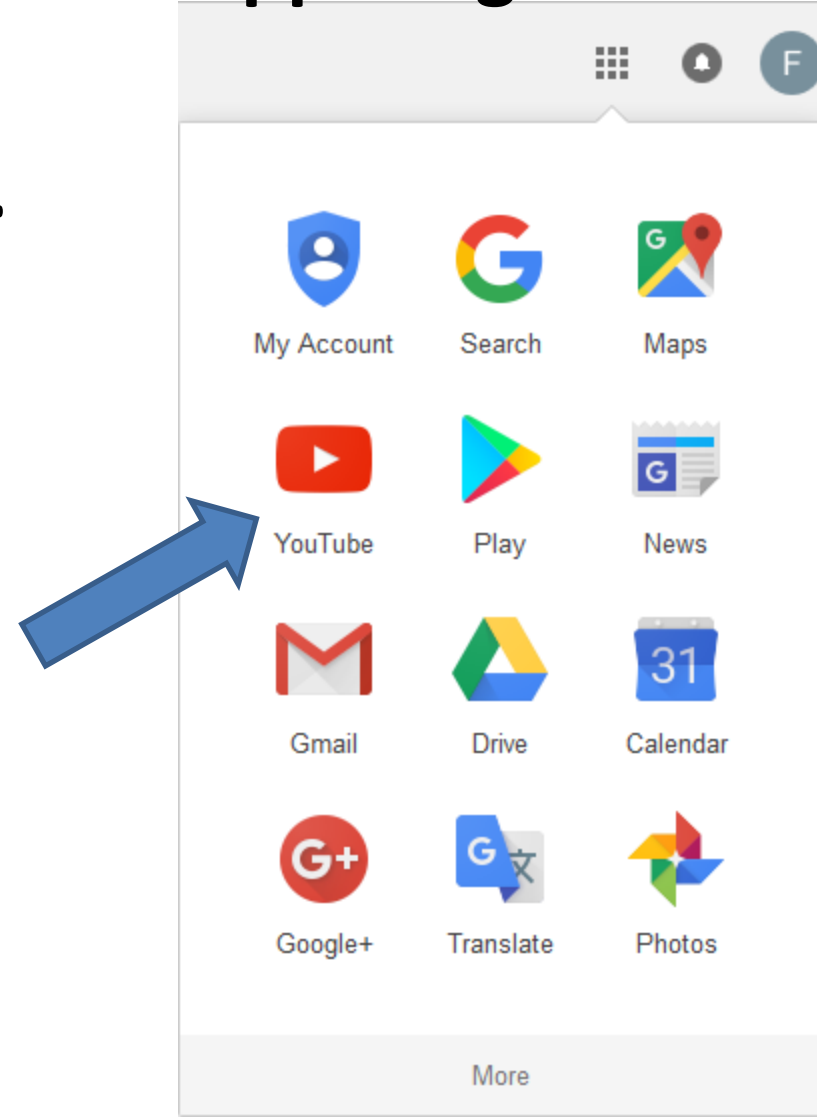 F
My Account Search Maps
YouTube Play News
Gmail Drive 31 Calendar
G+ Google+ Translate Photos
More